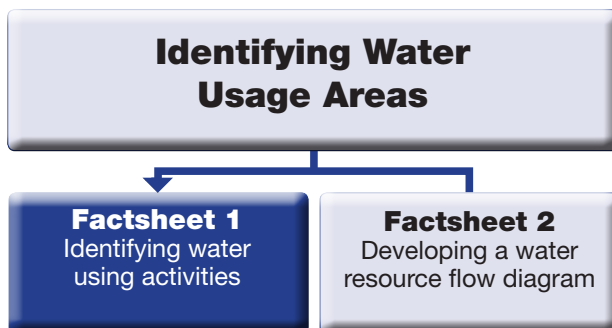 Identifying Water
Usage Areas
Factsheet 1
Identifying water
using activities
Factsheet 2
Developing a water
resource flow diagram